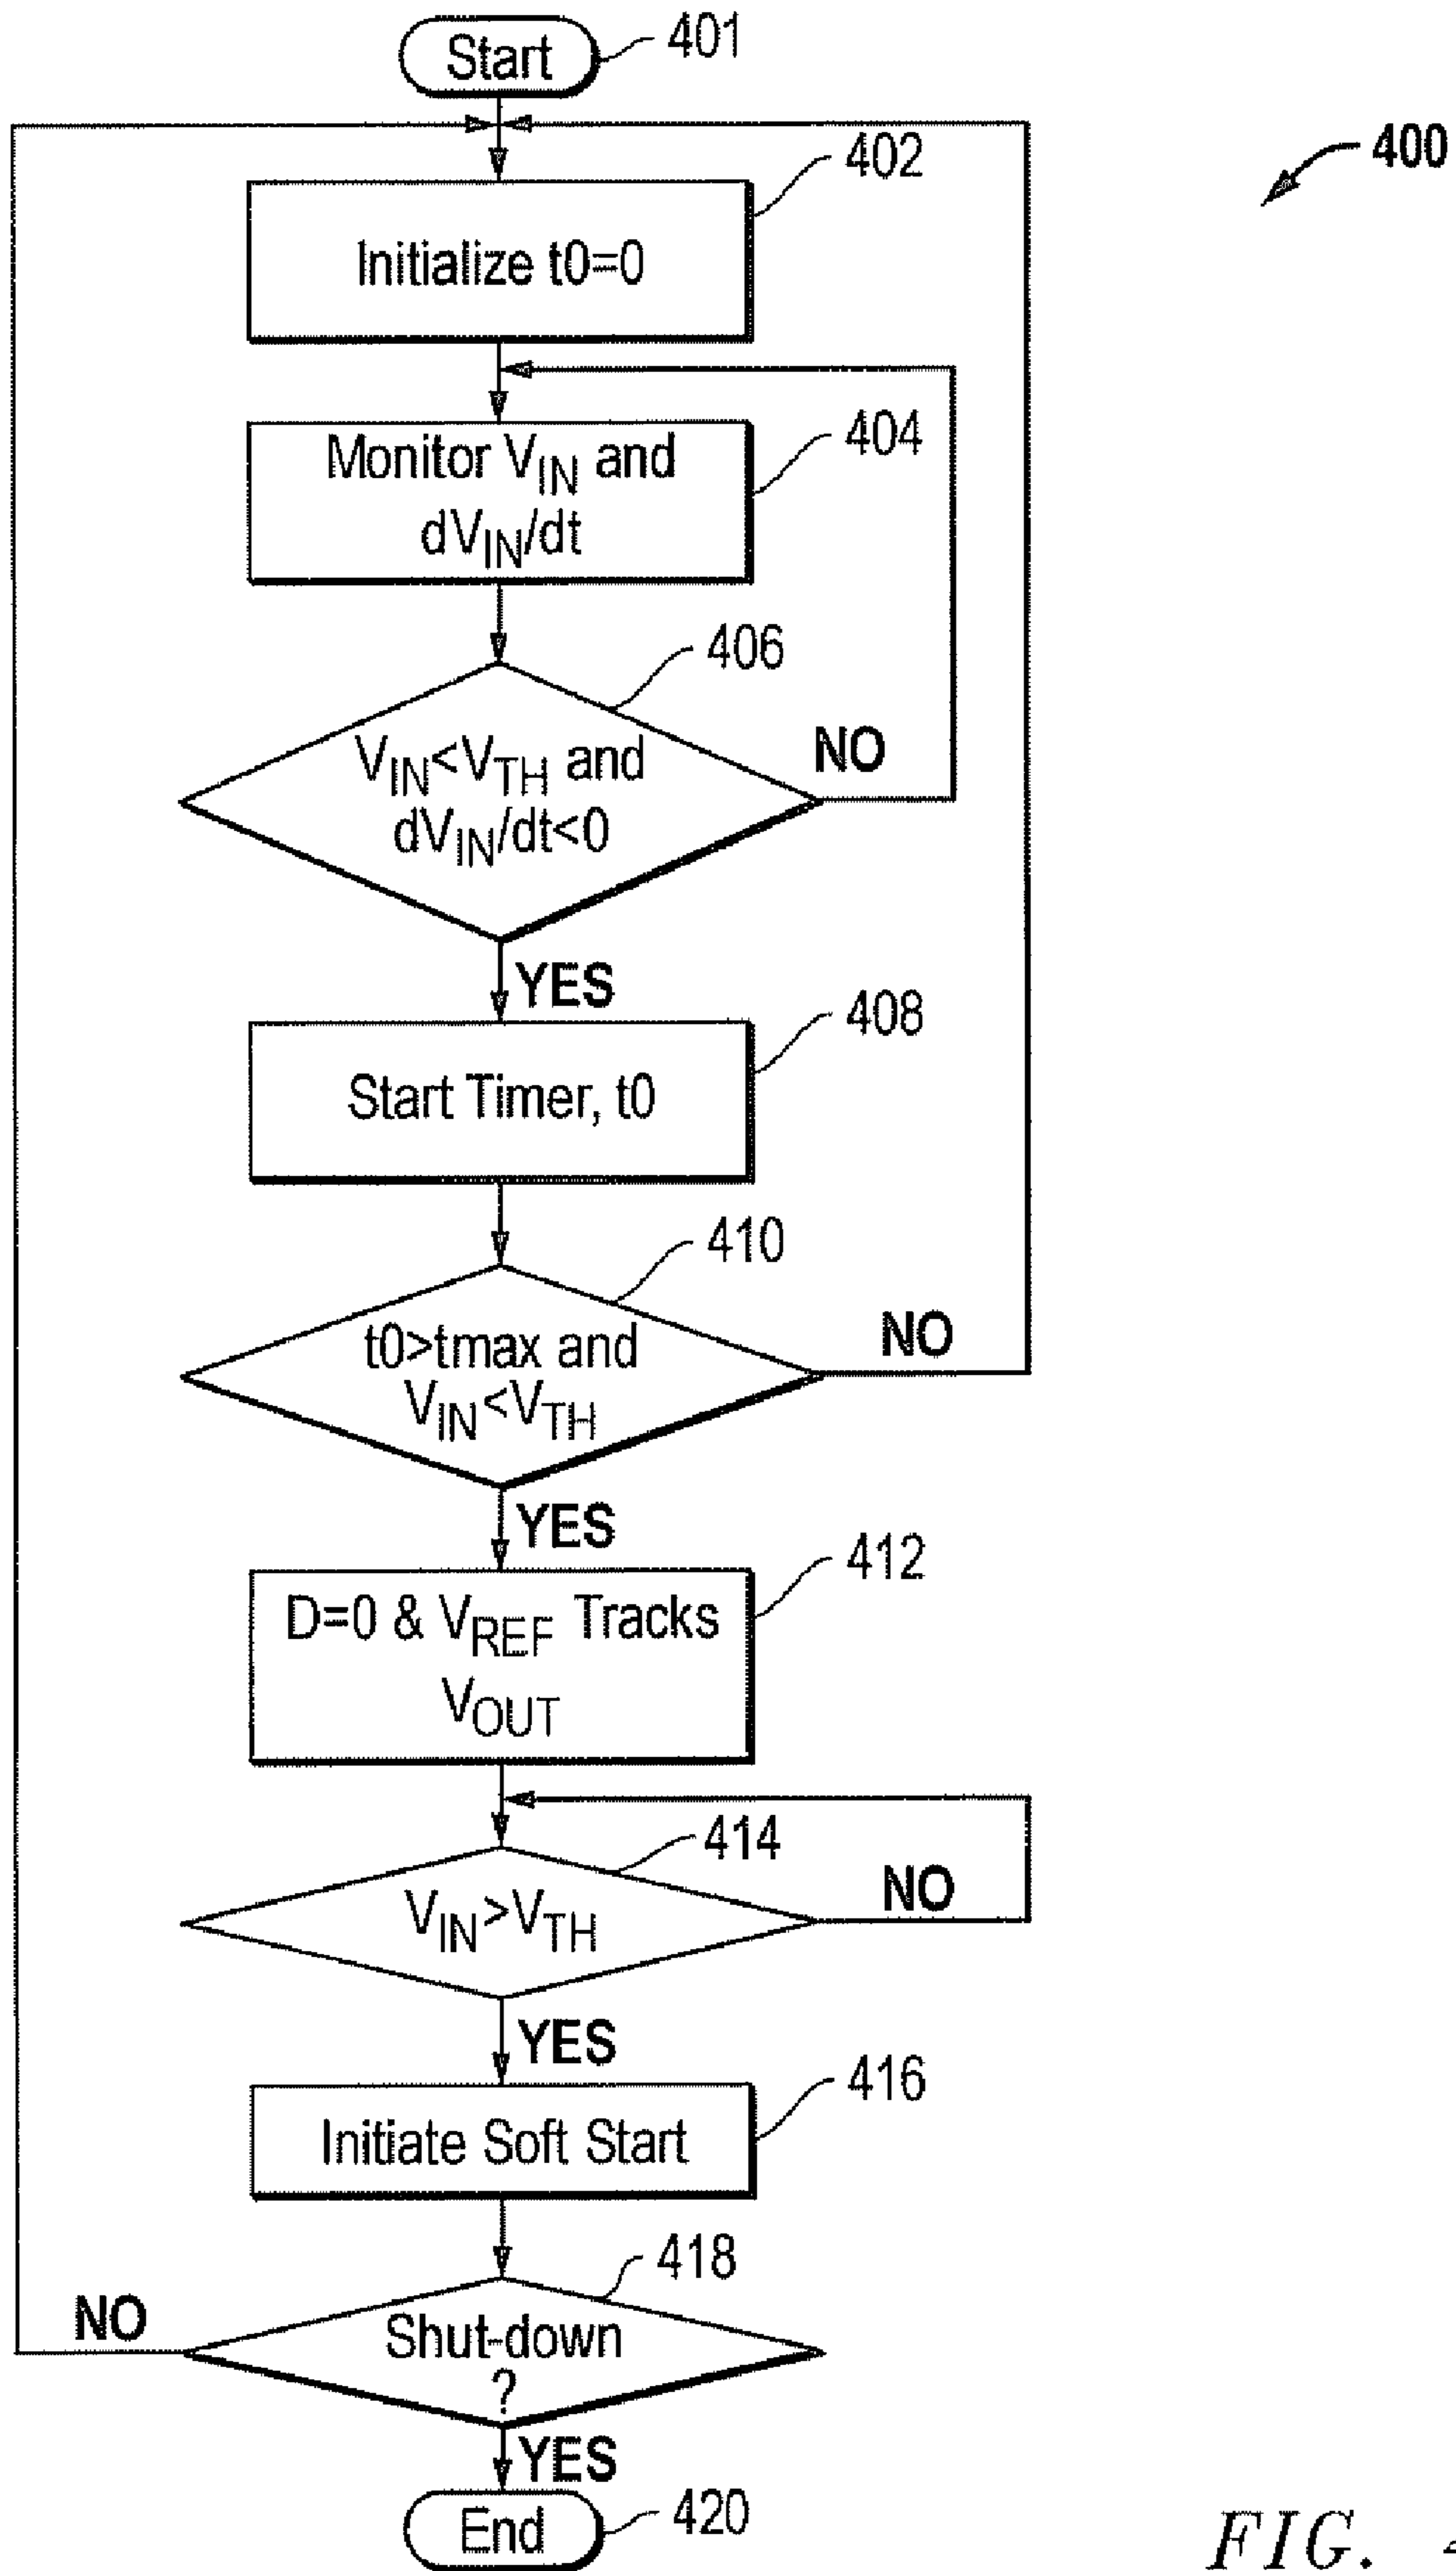 Start
401
400
402
Initialize t0=0
404
Monitor V_IN and
dV_IN/dt
406
V_IN<V_TH and
dV_IN/dt<0
NO
YES
408
Start Timer, t0
410
t0>tmax and
V_IN<V_TH
NO
YES
412
D=0 & V_REF Tracks
V_OUT
414
V_IN>V_TH
NO
YES
416
Initiate Soft Start
418
Shut-down
?
NO
YES
End
420
FIG. 4